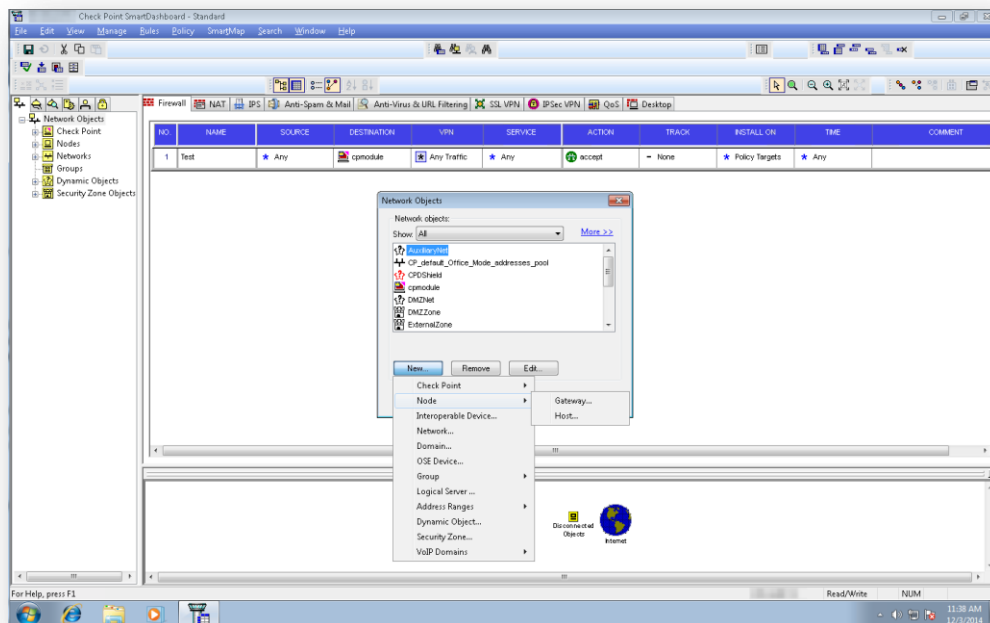 Check Point SmartDashboard - Standard
File Edit View Manage Rules Policy SmartMap Search Window Help
Firewall NAT IPS Anti-Spam & Mail Anti-Virus & URL Filtering SSL VPN IPSec VPN QoS Desktop
Network Objects
Check Point
Nodes
Networks
Groups
Dynamic Objects
Security Zone Objects
NO. NAME SOURCE DESTINATION VPN SERVICE ACTION TRACK INSTALL ON TIME COMMENT
1 Test Any cpmodule Any Traffic Any accept None Policy Targets Any
Network Objects
Network objects:
Show: All More >>
AuxiliaryNet
CP_default_Office_Mode_addresses_pool
CPDShield
cpmodule
DMZNet
DMZZone
ExternalZone
New... Remove Edit...
Check Point
Node
Interoperable Device...
Network...
Domain...
OSE Device...
Group
Logical Server ...
Address Ranges
Dynamic Object...
Security Zone...
VoIP Domains
Gateway...
Host...
Disconnected
Objects
Internet
For Help, press F1 Read/Write NUM
11:38 AM
12/3/2014